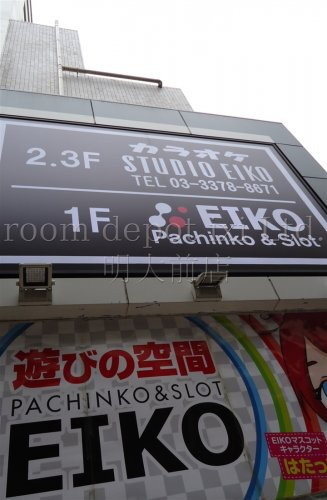 2.3F カラオケ
STUDIO EIKO
TEL 03-3378-8671
1F EIKO
Pachinko & Slot
room depot
明大前店
遊びの空間
PACHINKO&SLOT
EIKO
EIKOマスコット
キャラクター
はたっ